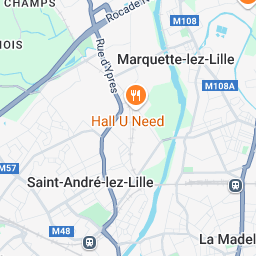 CHAMPS
Rocade N
M108
NOIS
Rue d'Ypres
Marquette-lez-Lille
M108A
Hall U Need
M57
Saint-André-lez-Lille
M48
La Madel